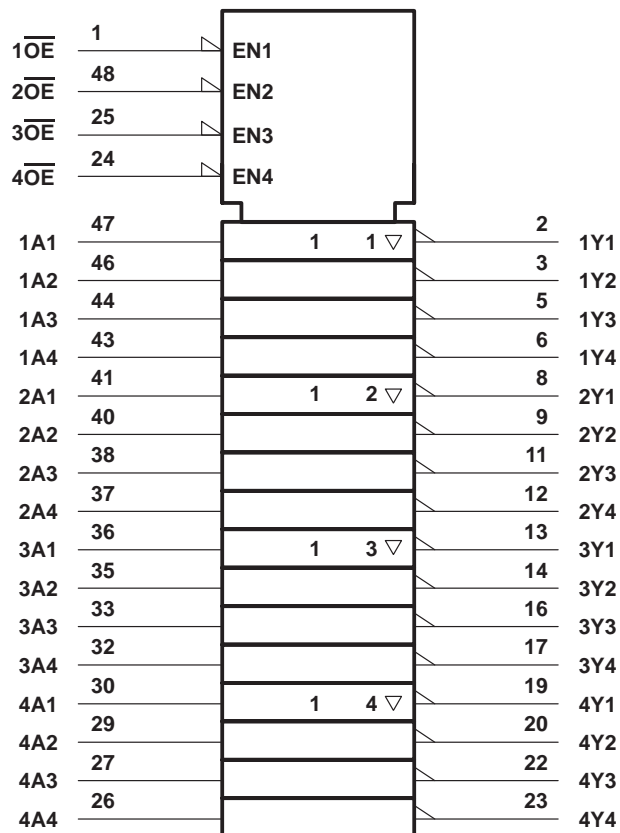 1O̅E̅ 1 EN1
2O̅E̅ 48 EN2
3O̅E̅ 25 EN3
4O̅E̅ 24 EN4
1A1 47 1 1 ▽ 2 1Y1
1A2 46 3 1Y2
1A3 44 5 1Y3
1A4 43 6 1Y4
2A1 41 1 2 ▽ 8 2Y1
2A2 40 9 2Y2
2A3 38 11 2Y3
2A4 37 12 2Y4
3A1 36 1 3 ▽ 13 3Y1
3A2 35 14 3Y2
3A3 33 16 3Y3
3A4 32 17 3Y4
4A1 30 1 4 ▽ 19 4Y1
4A2 29 20 4Y2
4A3 27 22 4Y3
4A4 26 23 4Y4